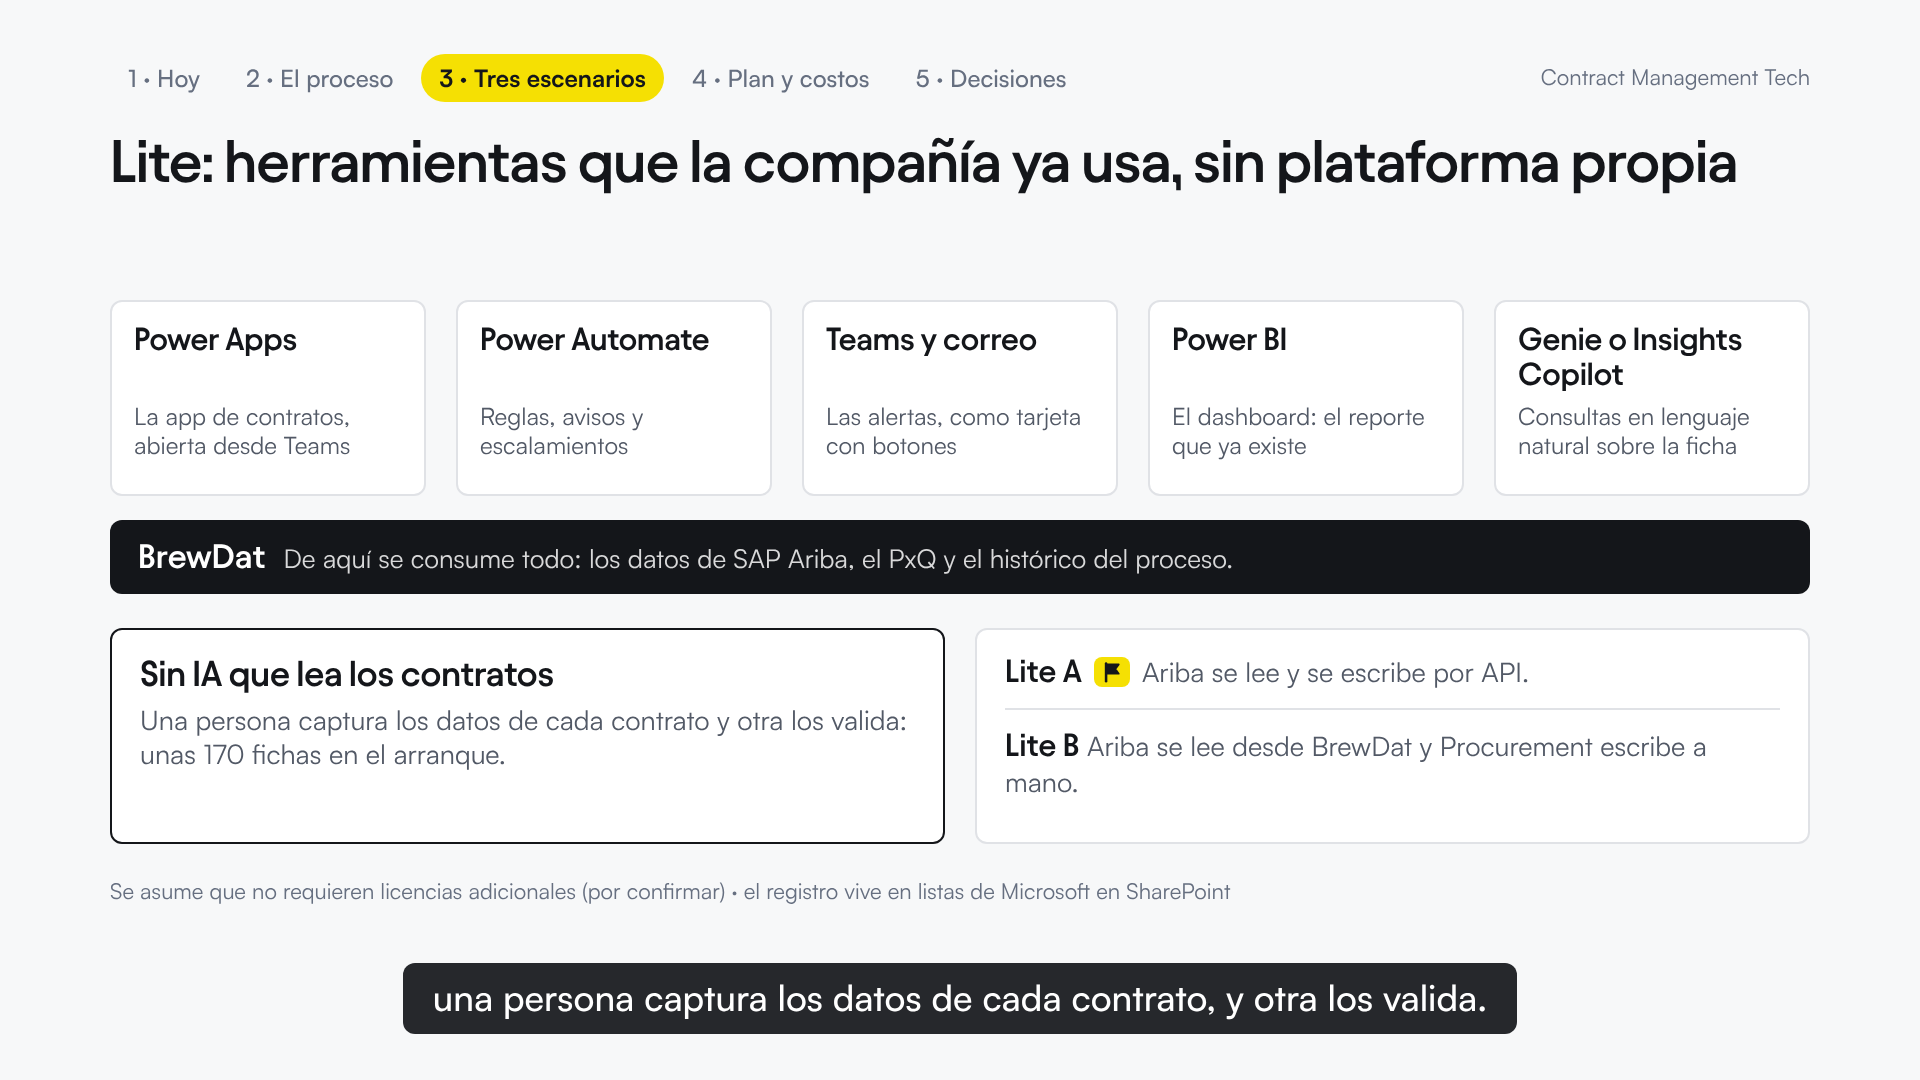 1 · Hoy
2 · El proceso
3 · Tres escenarios
4 · Plan y costos
5 · Decisiones
Contract Management Tech
Lite: herramientas que la compañía ya usa, sin plataforma propia
Power Apps
La app de contratos,
abierta desde Teams
Power Automate
Reglas, avisos y
escalamientos
Teams y correo
Las alertas, como tarjeta
con botones
Power BI
El dashboard: el reporte
que ya existe
Genie o Insights
Copilot
Consultas en lenguaje
natural sobre la ficha
BrewDat De aquí se consume todo: los datos de SAP Ariba, el PxQ y el histórico del proceso.
Sin IA que lea los contratos
Una persona captura los datos de cada contrato y otra los valida:
unas 170 fichas en el arranque.
Lite A Ariba se lee y se escribe por API.
Lite B Ariba se lee desde BrewDat y Procurement escribe a
mano.
Se asume que no requieren licencias adicionales (por confirmar) · el registro vive en listas de Microsoft en SharePoint
una persona captura los datos de cada contrato, y otra los valida.